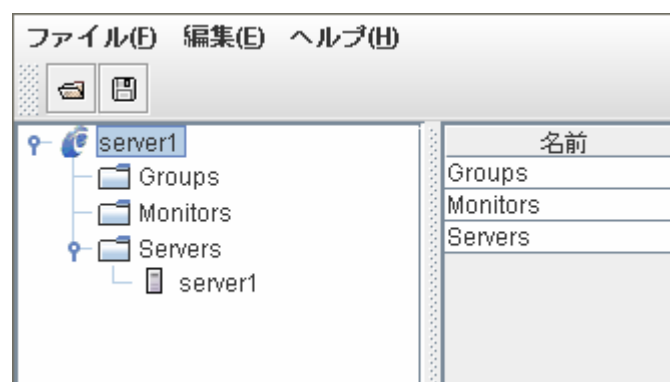 ファイル(F) 編集(E) ヘルプ(H)
server1
Groups
Monitors
Servers
server1
名前
Groups
Monitors
Servers